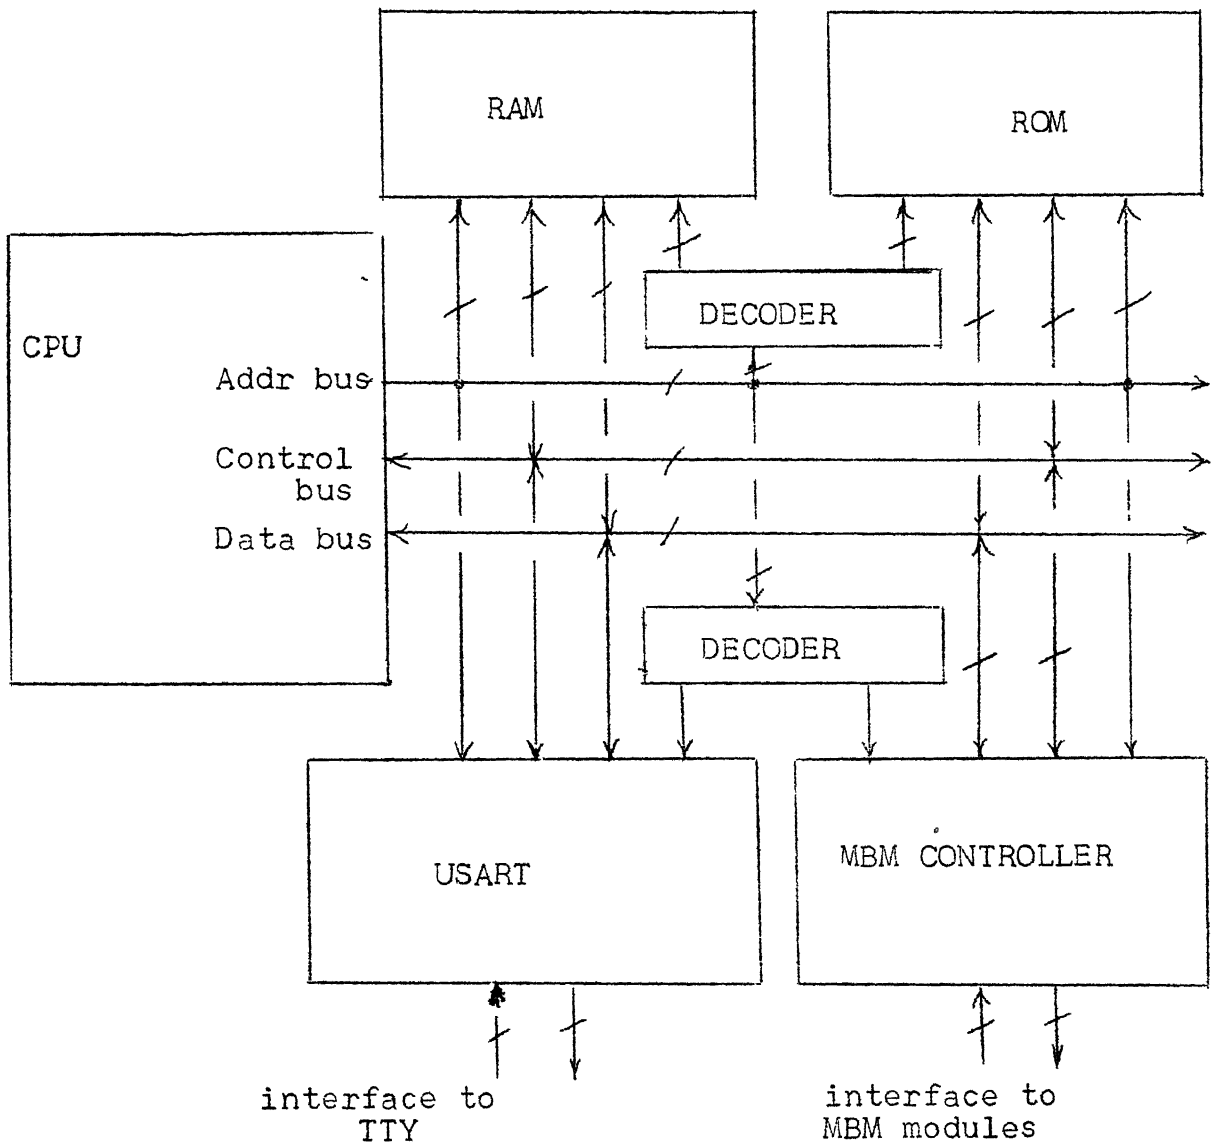 RAM
ROM
DECODER
CPU
Addr bus
Control
bus
Data bus
DECODER
USART
MBM CONTROLLER
interface to
TTY
interface to
MBM modules